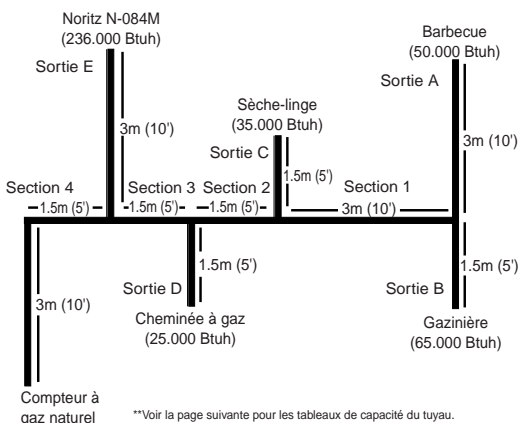 Noritz N-084M
(236.000 Btuh)
Sortie E
3m (10')
Barbecue
(50.000 Btuh)
Sortie A
3m (10')
Sèche-linge
(35.000 Btuh)
Sortie C
1.5m (5')
Section 4
1.5m (5')
Section 3
1.5m (5')
Section 2
1.5m (5')
Section 1
3m (10')
3m (10')
1.5m (5')
Sortie D
Cheminée à gaz
(25.000 Btuh)
1.5m (5')
Sortie B
Gazinière
(65.000 Btuh)
Compteur à
gaz naturel
**Voir la page suivante pour les tableaux de capacité du tuyau.